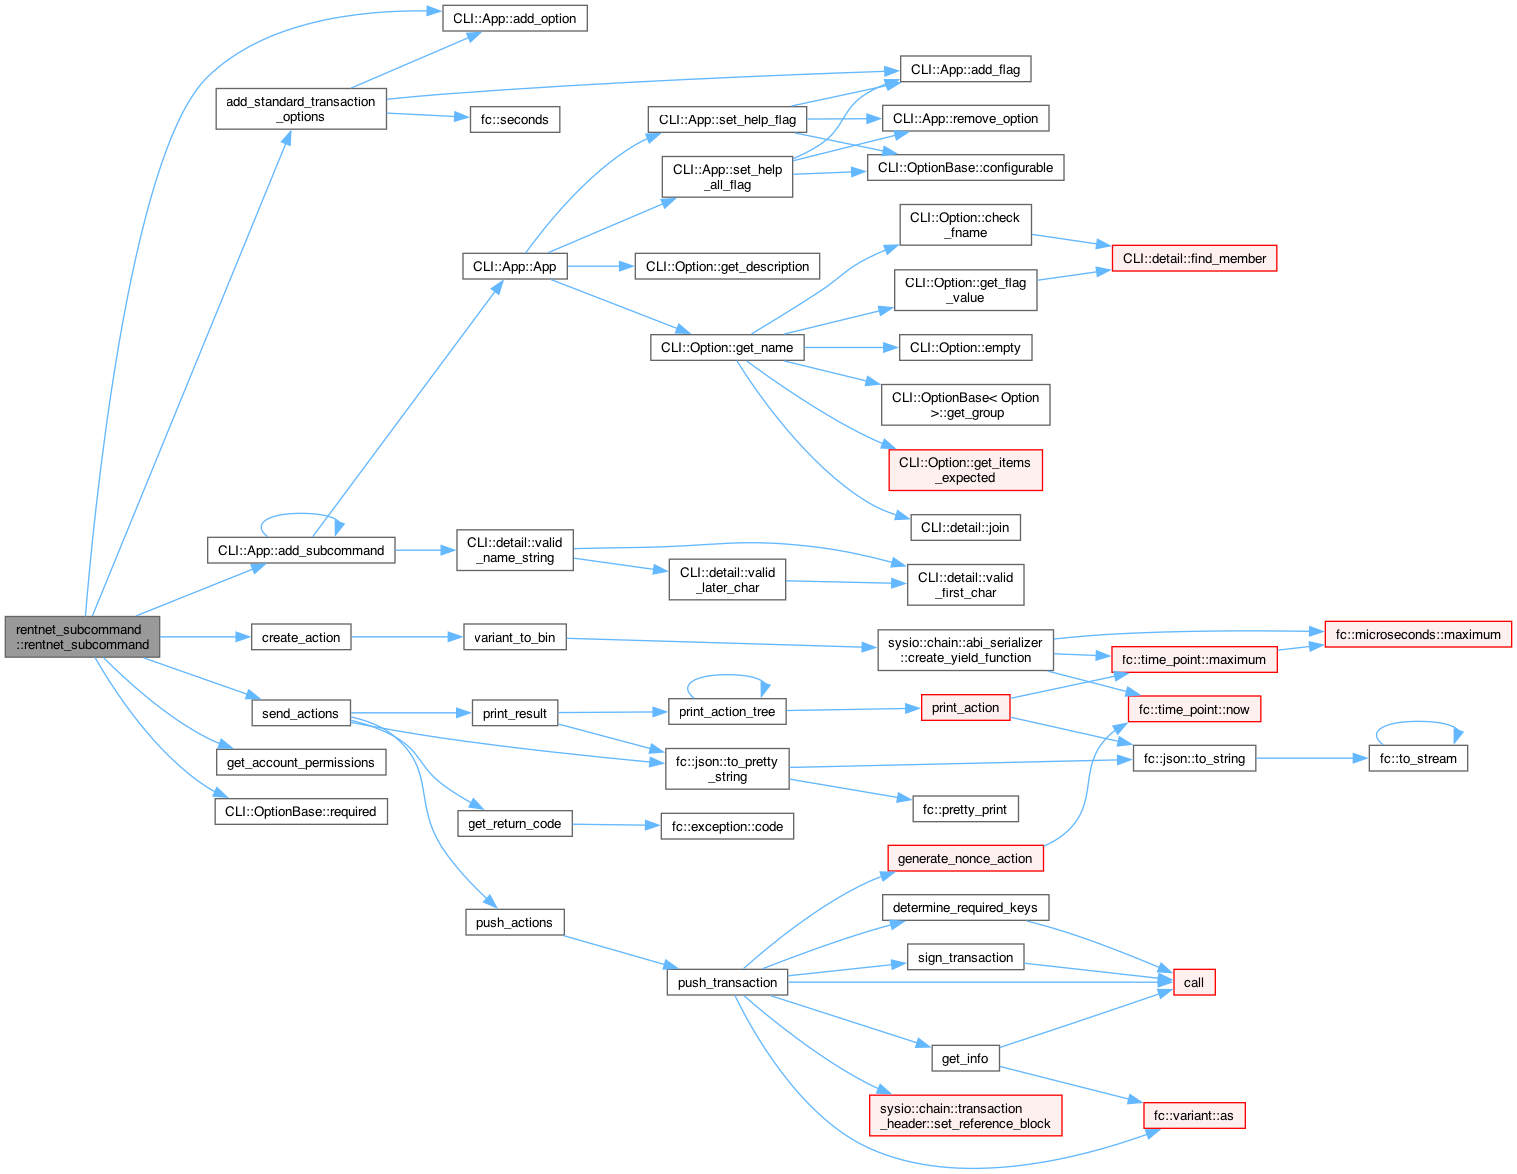 CLI::App::add_option
CLI::App::add_flag
add_standard_transaction
_options
fc::seconds
CLI::App::set_help_flag
CLI::App::remove_option
CLI::App::set_help
_all_flag
CLI::OptionBase::configurable
CLI::Option::check
_fname
CLI::App::App
CLI::Option::get_description
CLI::detail::find_member
CLI::Option::get_flag
_value
CLI::Option::get_name
CLI::Option::empty
CLI::OptionBase< Option
>::get_group
CLI::Option::get_items
_expected
CLI::detail::join
CLI::App::add_subcommand
CLI::detail::valid
_name_string
CLI::detail::valid
_later_char
CLI::detail::valid
_first_char
rentnet_subcommand
::rentnet_subcommand
create_action
variant_to_bin
sysio::chain::abi_serializer
::create_yield_function
fc::microseconds::maximum
fc::time_point::maximum
send_actions
print_result
print_action_tree
print_action
fc::time_point::now
get_account_permissions
fc::json::to_pretty
_string
fc::json::to_string
fc::to_stream
CLI::OptionBase::required
get_return_code
fc::exception::code
fc::pretty_print
generate_nonce_action
push_actions
determine_required_keys
sign_transaction
push_transaction
call
get_info
sysio::chain::transaction
_header::set_reference_block
fc::variant::as